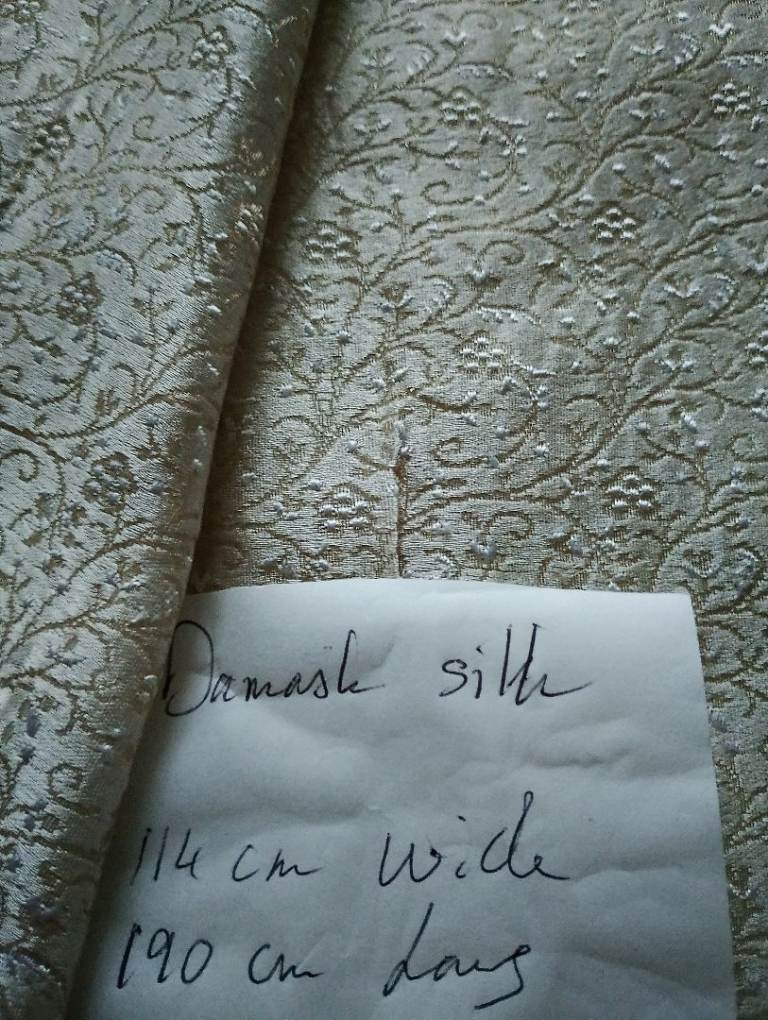 Damask silk
114 cm Wide
190 cm Long